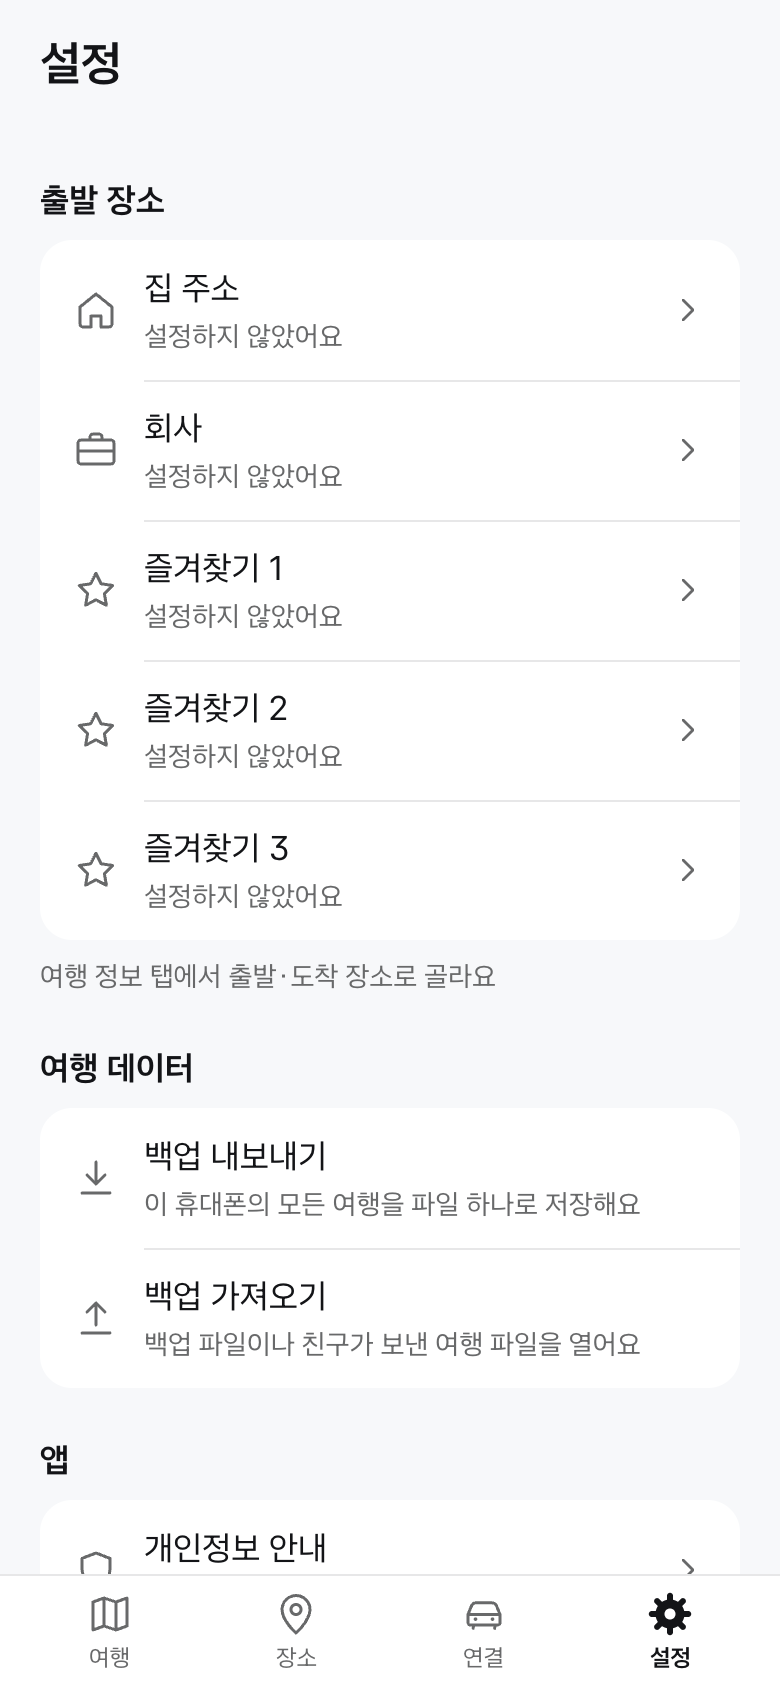 설정
출발 장소
집 주소
설정하지 않았어요
회사
설정하지 않았어요
즐겨찾기 1
설정하지 않았어요
즐겨찾기 2
설정하지 않았어요
즐겨찾기 3
설정하지 않았어요
여행 정보 탭에서 출발·도착 장소로 골라요
여행 데이터
백업 내보내기
이 휴대폰의 모든 여행을 파일 하나로 저장해요
백업 가져오기
백업 파일이나 친구가 보낸 여행 파일을 열어요
앱
개인정보 안내
여행
장소
연결
설정